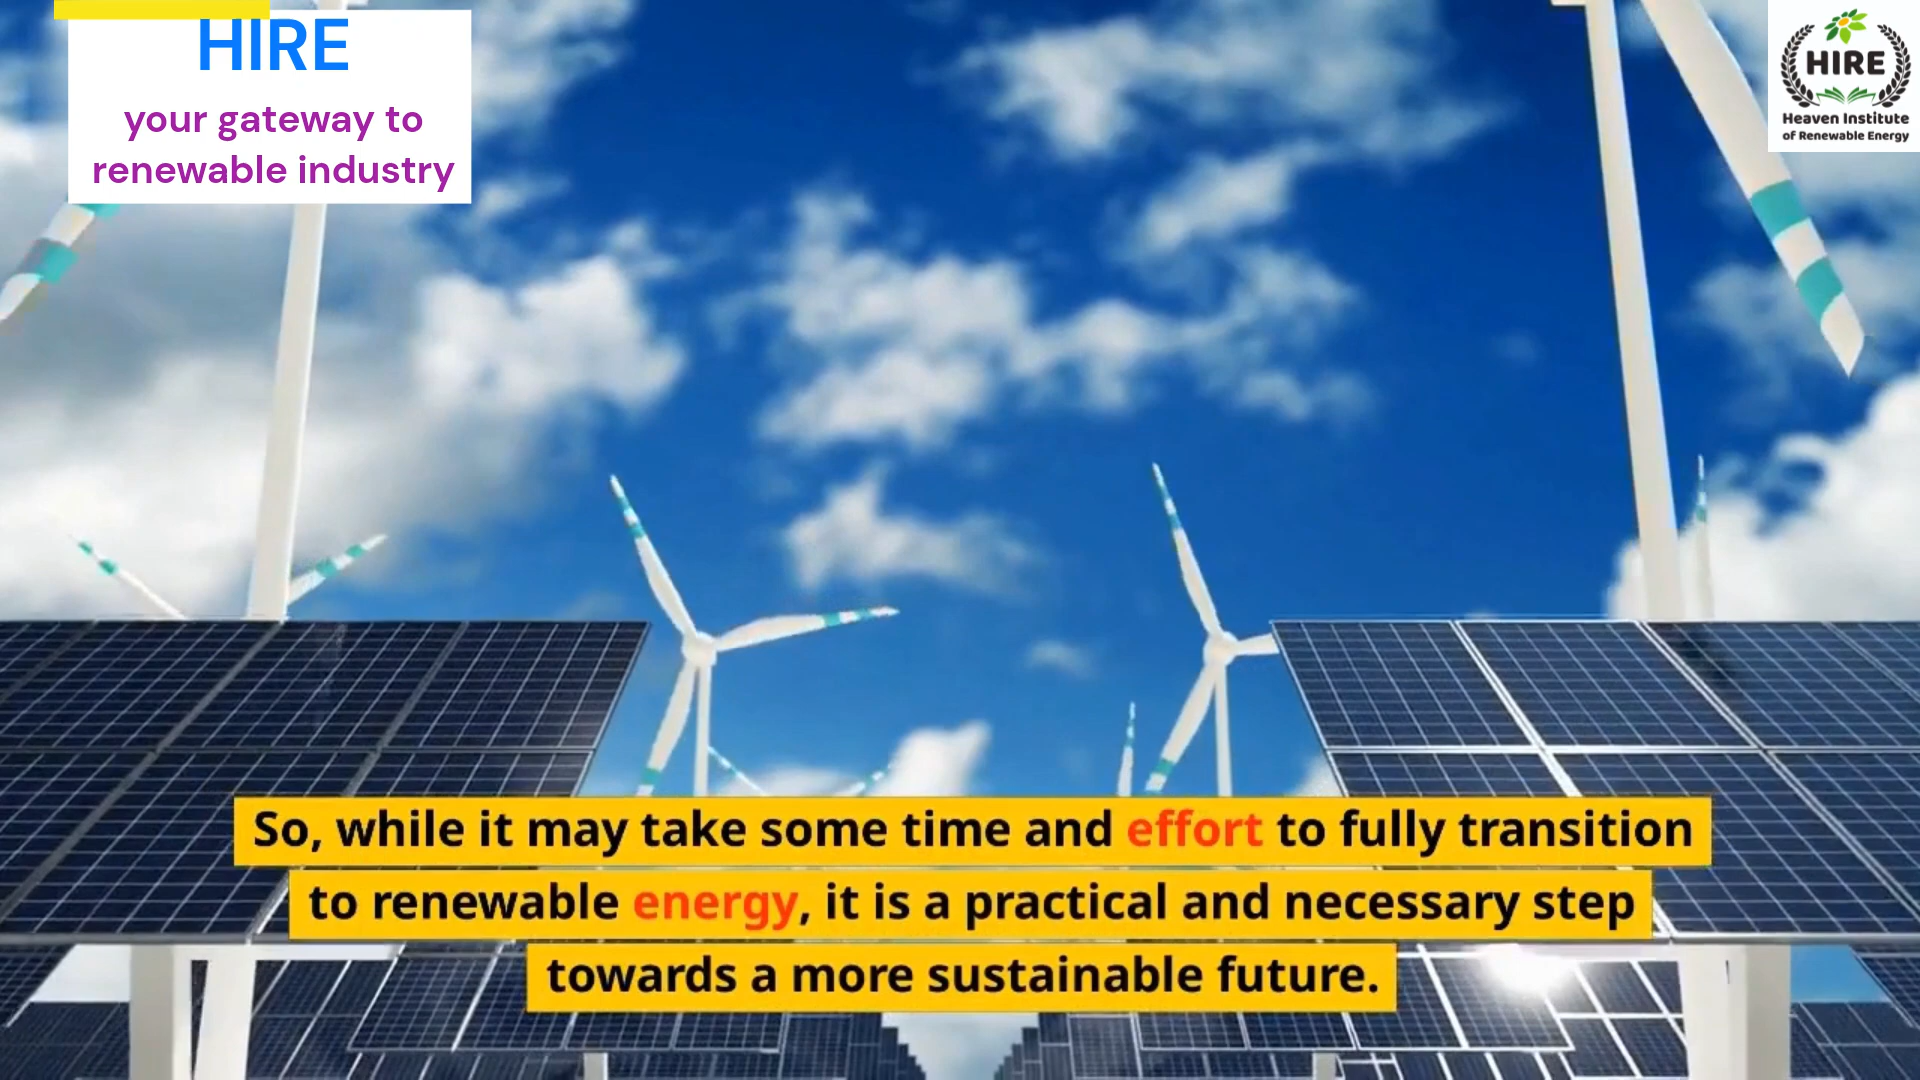 HIRE
your gateway to
renewable industry
HIRE
Heaven Institute
of Renewable Energy
So, while it may take some time and effort to fully transition
to renewable energy, it is a practical and necessary step
towards a more sustainable future.